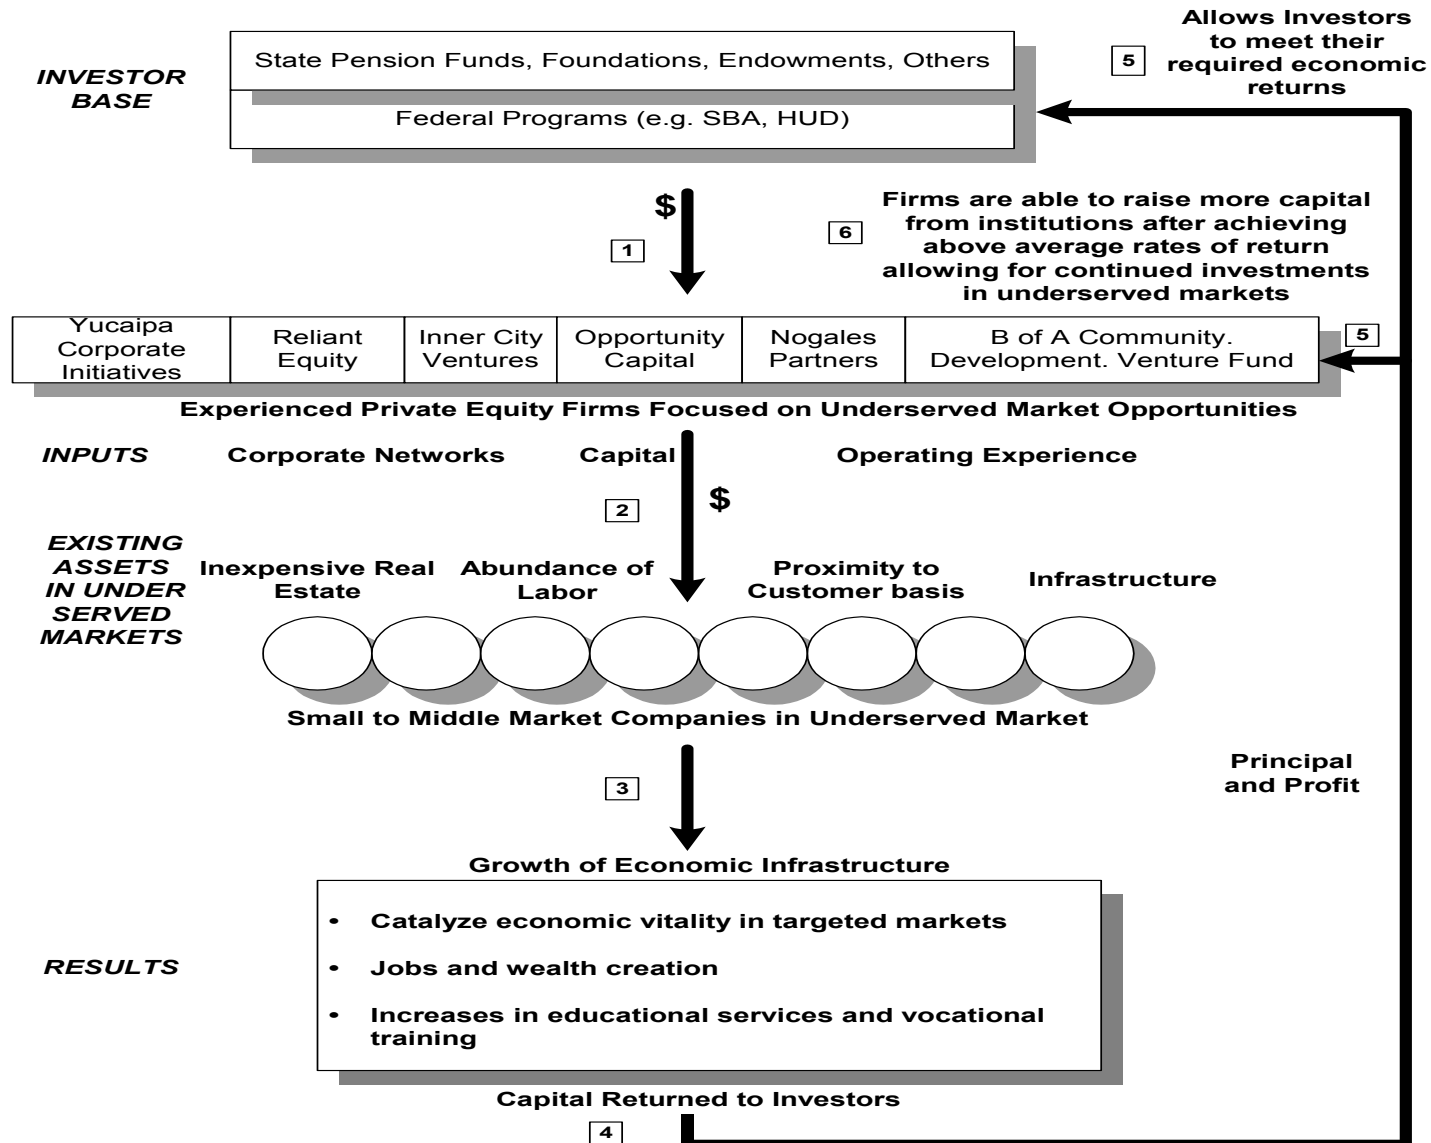 Allows Investors
to meet their
required economic
returns
5
INVESTOR
BASE
State Pension Funds, Foundations, Endowments, Others
Federal Programs (e.g. SBA, HUD)
$
1
6
Firms are able to raise more capital
from institutions after achieving
above average rates of return
allowing for continued investments
in underserved markets
Yucaipa
Corporate
Initiatives
Reliant
Equity
Inner City
Ventures
Opportunity
Capital
Nogales
Partners
B of A Community.
Development. Venture Fund
5
Experienced Private Equity Firms Focused on Underserved Market Opportunities
INPUTS
Corporate Networks
Capital
Operating Experience
2
$
EXISTING
ASSETS
IN UNDER
SERVED
MARKETS
Inexpensive Real
Estate
Abundance of
Labor
Proximity to
Customer basis
Infrastructure
Small to Middle Market Companies in Underserved Market
3
Principal
and Profit
Growth of Economic Infrastructure
RESULTS
• Catalyze economic vitality in targeted markets
• Jobs and wealth creation
• Increases in educational services and vocational
training
Capital Returned to Investors
4